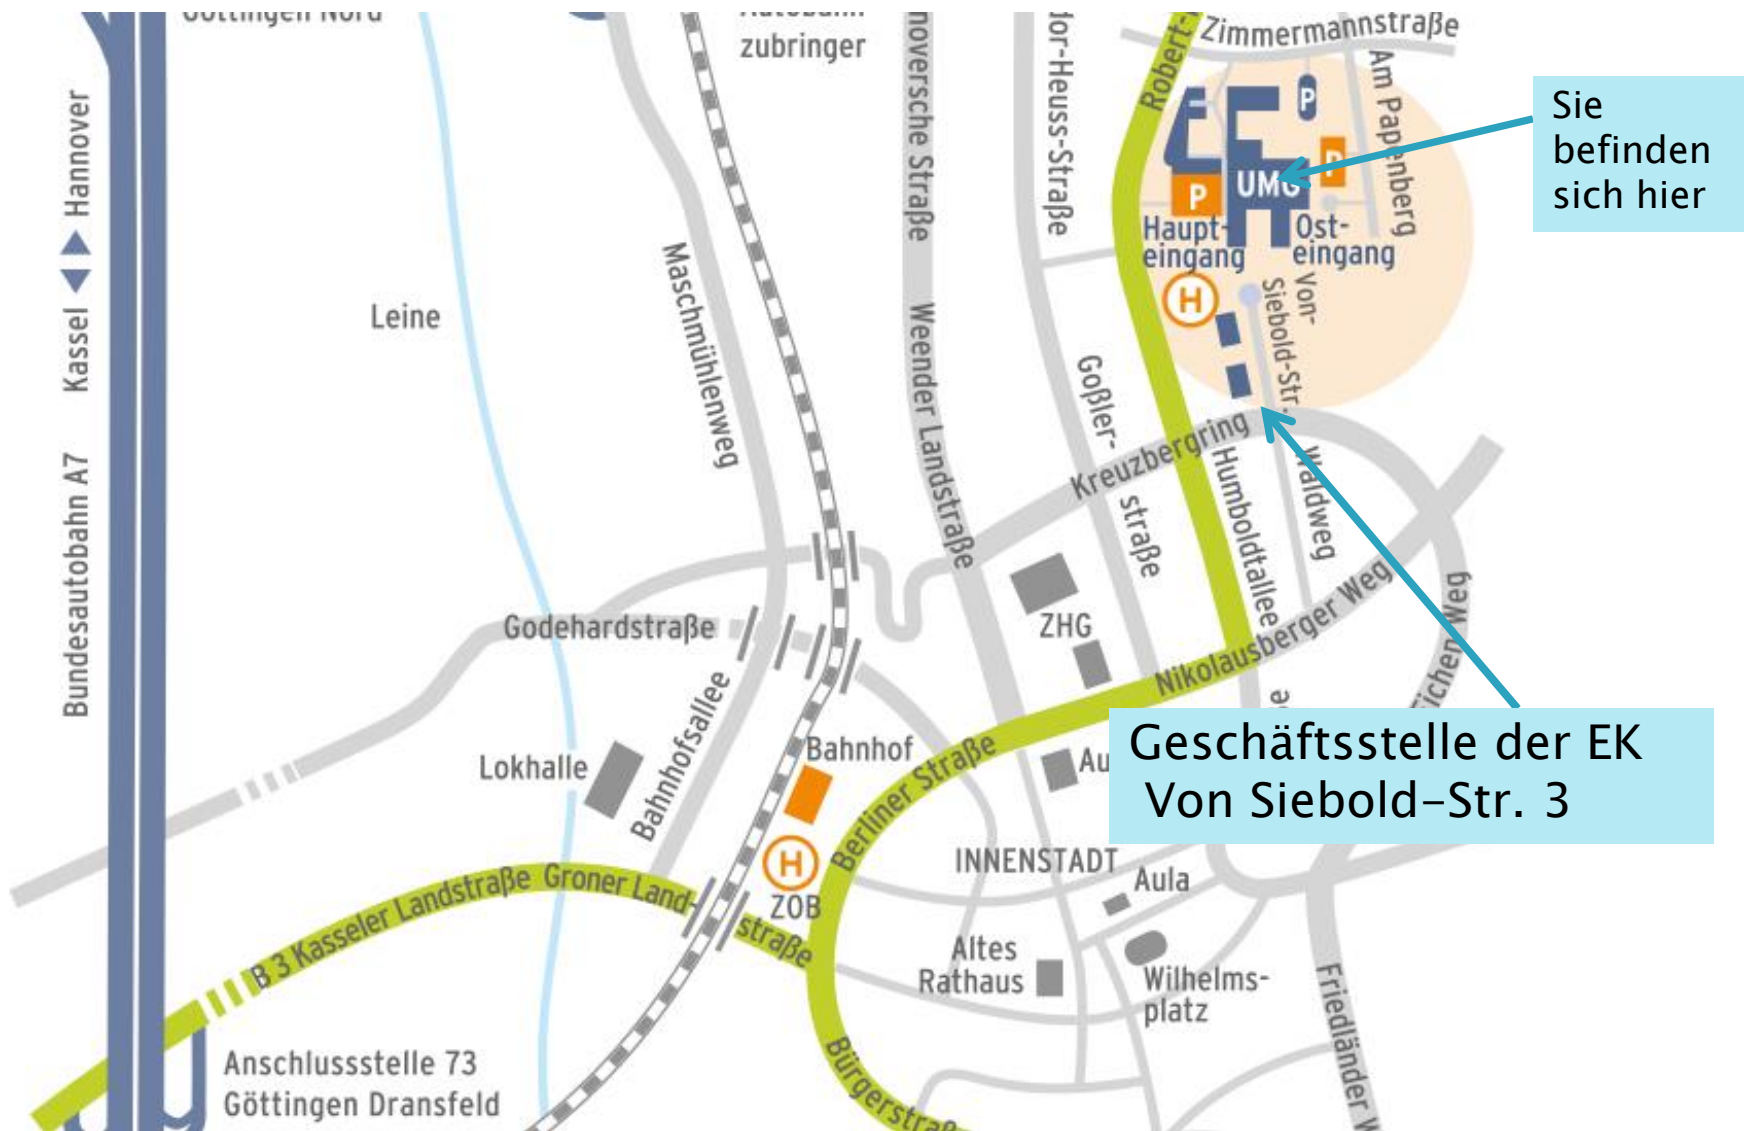 Göttingen Nord
zubringer
Zimmermannstraße
Robert-
Am Papenberg
Sie
befinden
sich hier
P
P
P
UMG
Haupt-
eingang
Ost-
eingang
H
Von-
Siebold-Str.
Kassel
Hannover
Bundesautobahn A7
Leine
Maschmühlenweg
Weender Landstraße
Goßler-
straße
Kreuzbergring
Humboldtallee
Waldweg
Nikolausberger Weg
ZHG
Godehardstraße
Bahnhofsallee
Lokhalle
Bahnhof
H
ZOB
Berliner Straße
Geschäftsstelle der EK
Von Siebold-Str. 3
INNENSTADT
Aula
Altes
Rathaus
Wilhelms-
platz
B 3 Kasseler Landstraße
Groner Land-
straße
Anschlussstelle 73
Göttingen Dransfeld